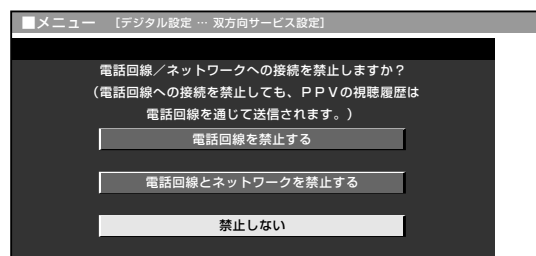 ■メニュー [デジタル設定 … 双方向サービス設定]
電話回線／ネットワークへの接続を禁止しますか？
（電話回線への接続を禁止しても、ＰＰＶの視聴履歴は
電話回線を通じて送信されます。）
電話回線を禁止する
電話回線とネットワークを禁止する
禁止しない